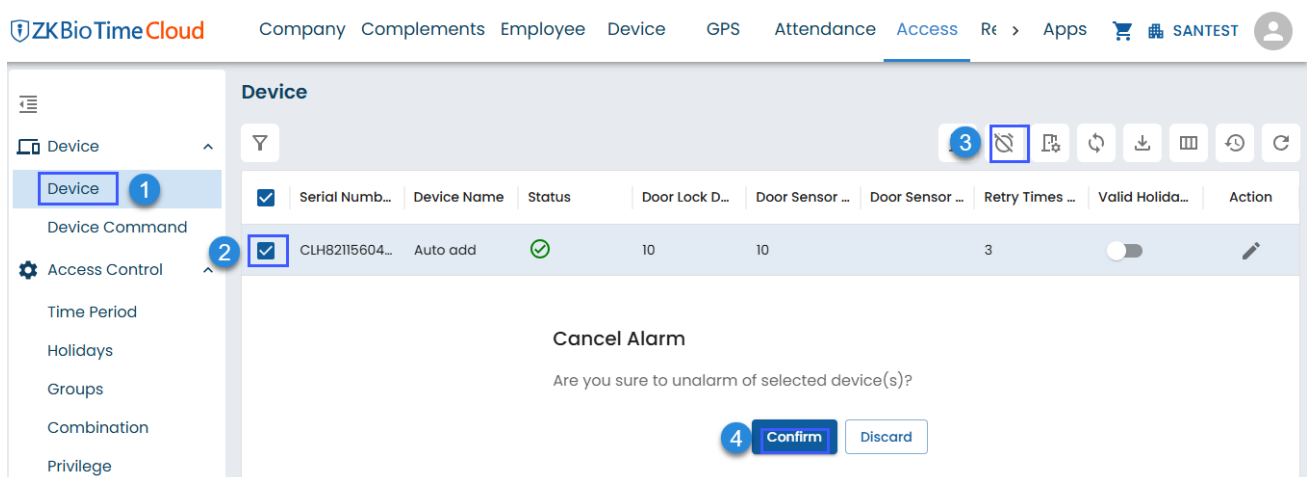 ZKBioTime Cloud
Company Complements Employee Device GPS Attendance Access Re > Apps SANTEST
Device
3
Device
Device 1
Device Command
Access Control
Time Period
Holidays
Groups
Combination
Privilege
Serial Numb... Device Name Status Door Lock D... Door Sensor ... Door Sensor ... Retry Times ... Valid Holida... Action
2 CLH82115604... Auto add 10 10 3
Cancel Alarm
Are you sure to unalarm of selected device(s)?
4 Confirm Discard